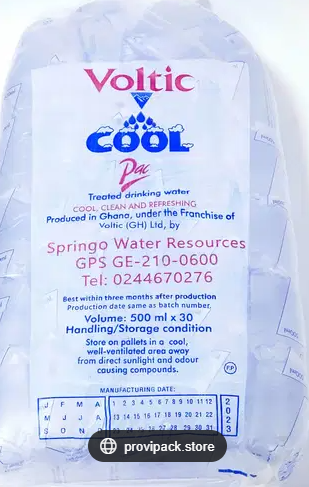 Voltic
COOL
Pac
Treated drinking water
COOL, CLEAN AND REFRESHING
Produced in Ghana, under the Franchise of
Voltic (GH) Ltd, by
Springo Water Resources
GPS GE-210-0600
Tel: 0244670276
Best within three months after production
Production date same as batch number.
Volume: 500 ml x 30
Handling/Storage condition
Store on pallets in a cool,
well-ventilated area away
from direct sunlight and odour
causing compounds.
F.P
MANUFACTURING DATE:
J F M A 1 2 3 4 5 6 7 8 9 10 11 12
M J J A 13 14 15 16 17 18 19 20 21 22
S O N D 26 27 28 29 30 31
2023
provipack.store